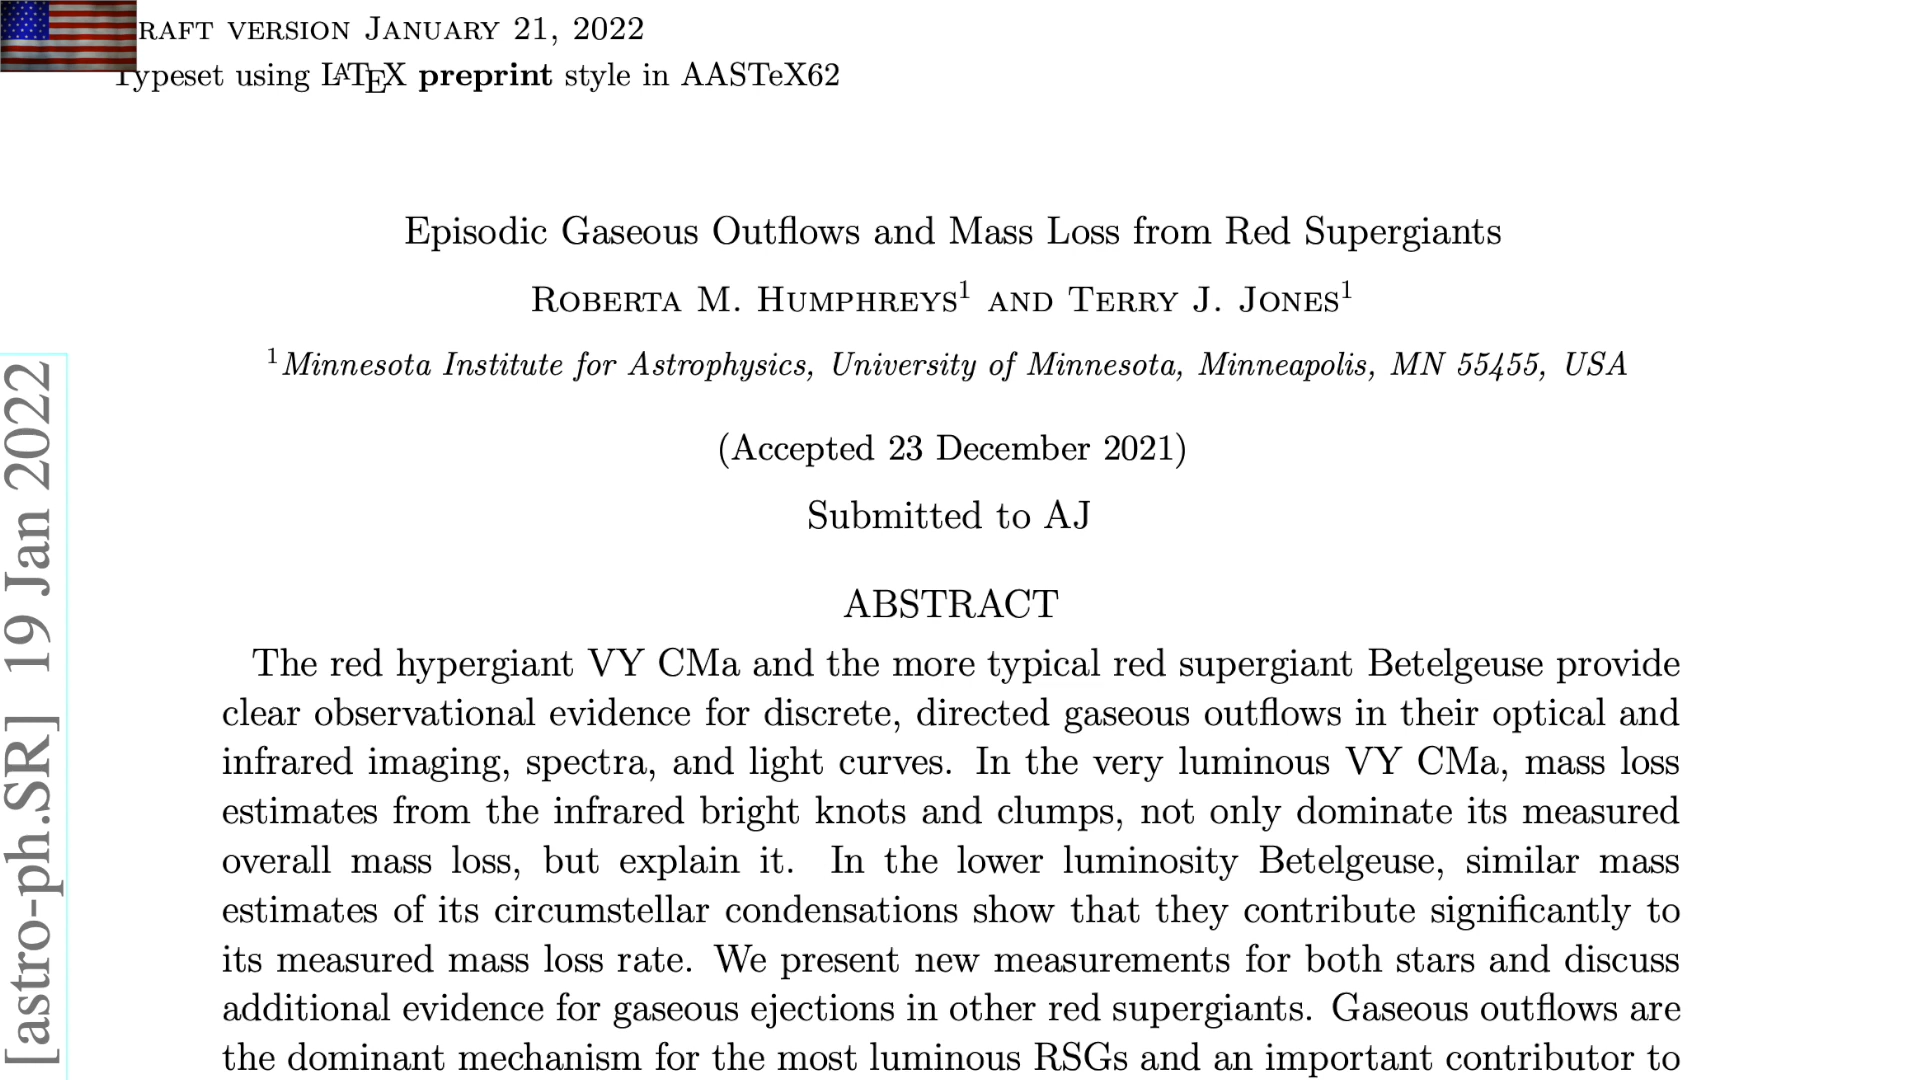 RAFT VERSION JANUARY 21, 2022
Typeset using LATEX preprint style in AASTeX62
Episodic Gaseous Outflows and Mass Loss from Red Supergiants
ROBERTA M. HUMPHREYS1 AND TERRY J. JONES1
1Minnesota Institute for Astrophysics, University of Minnesota, Minneapolis, MN 55455, USA
(Accepted 23 December 2021)
Submitted to AJ
ABSTRACT
The red hypergiant VY CMa and the more typical red supergiant Betelgeuse provide
clear observational evidence for discrete, directed gaseous outflows in their optical and
infrared imaging, spectra, and light curves. In the very luminous VY CMa, mass loss
estimates from the infrared bright knots and clumps, not only dominate its measured
overall mass loss, but explain it. In the lower luminosity Betelgeuse, similar mass
estimates of its circumstellar condensations show that they contribute significantly to
its measured mass loss rate. We present new measurements for both stars and discuss
additional evidence for gaseous ejections in other red supergiants. Gaseous outflows are
the dominant mechanism for the most luminous RSGs and an important contributor to
[astro-ph.SR] 19 Jan 2022